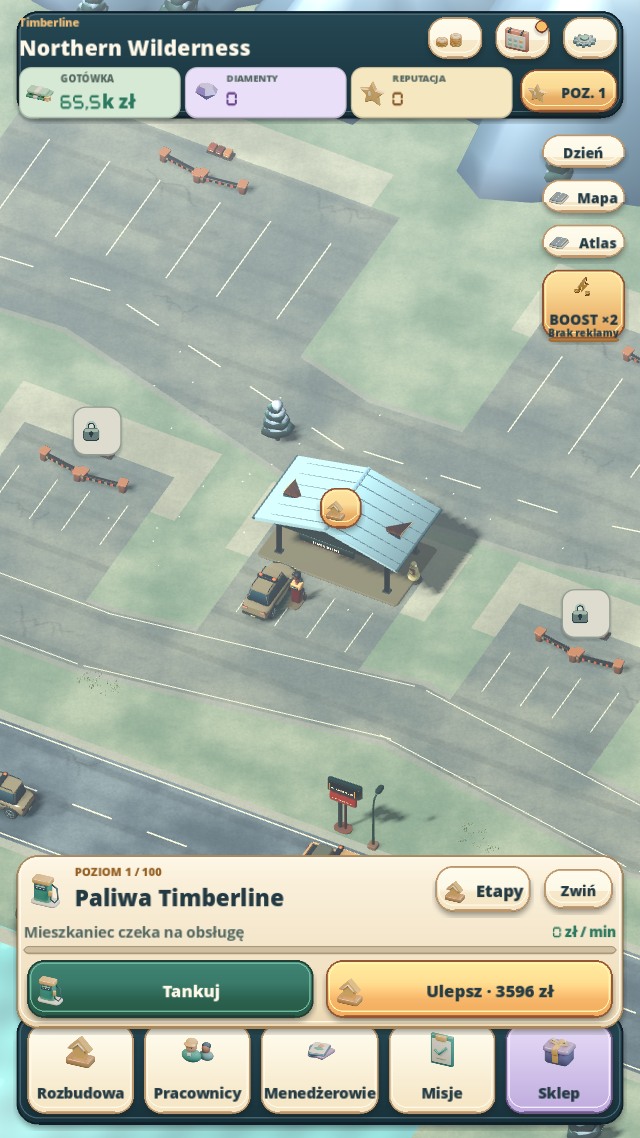 Timberline
Northern Wilderness
GOTÓWKA
65,5k zł
DIAMENTY
0
REPUTACJA
0
POZ. 1
Dzień
Mapa
Atlas
BOOST ×2
Brak reklamy
POZIOM 1 / 100
Paliwa Timberline
Etapy
Zwiń
Mieszkaniec czeka na obsługę
0 zł / min
Tankuj
Ulepsz · 3596 zł
Rozbudowa
Pracownicy
Menedżerowie
Misje
Sklep